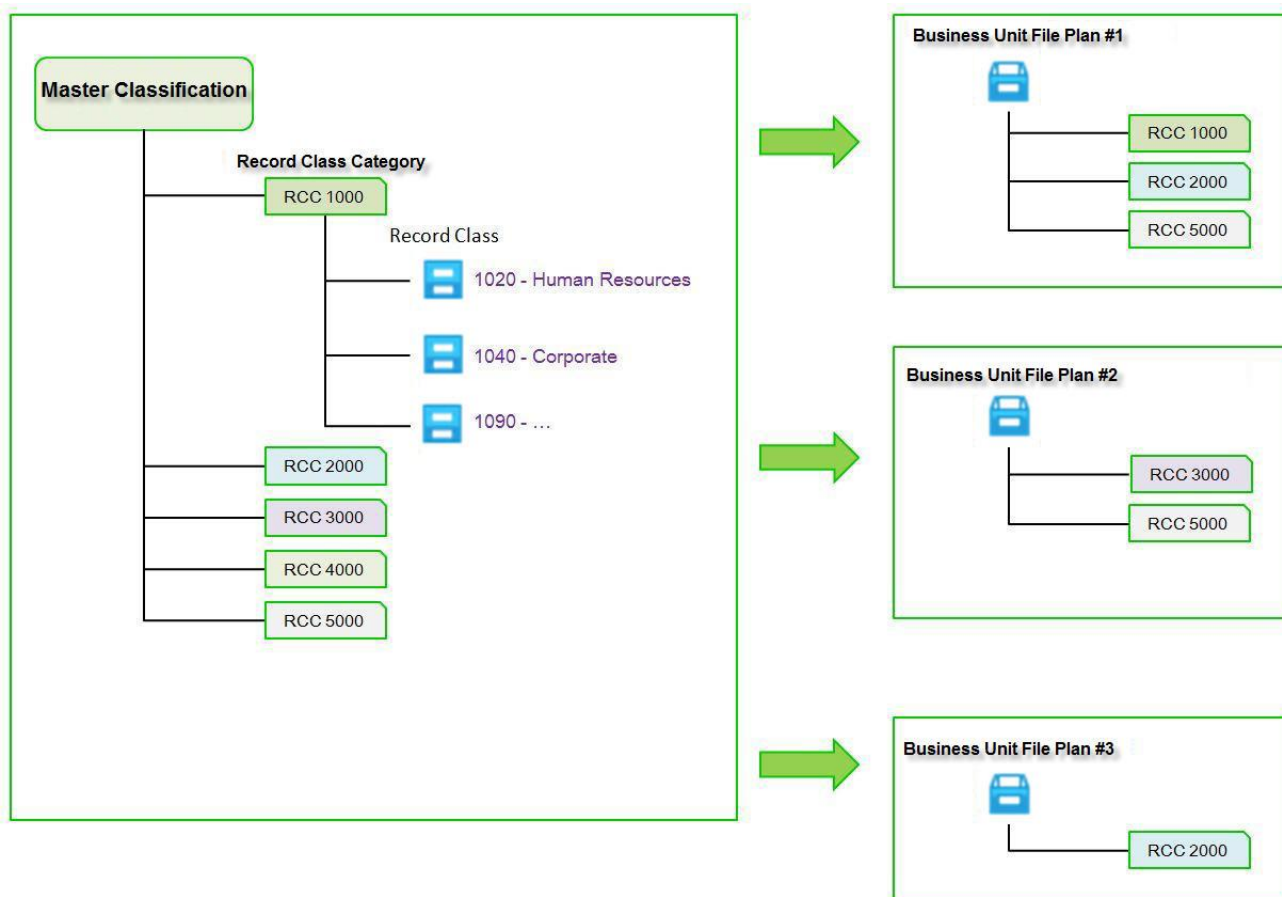 Master Classification
Record Class Category
RCC 1000
Record Class
1020 - Human Resources
1040 - Corporate
1090 - ...
RCC 2000
RCC 3000
RCC 4000
RCC 5000
Business Unit File Plan #1
RCC 1000
RCC 2000
RCC 5000
Business Unit File Plan #2
RCC 3000
RCC 5000
Business Unit File Plan #3
RCC 2000